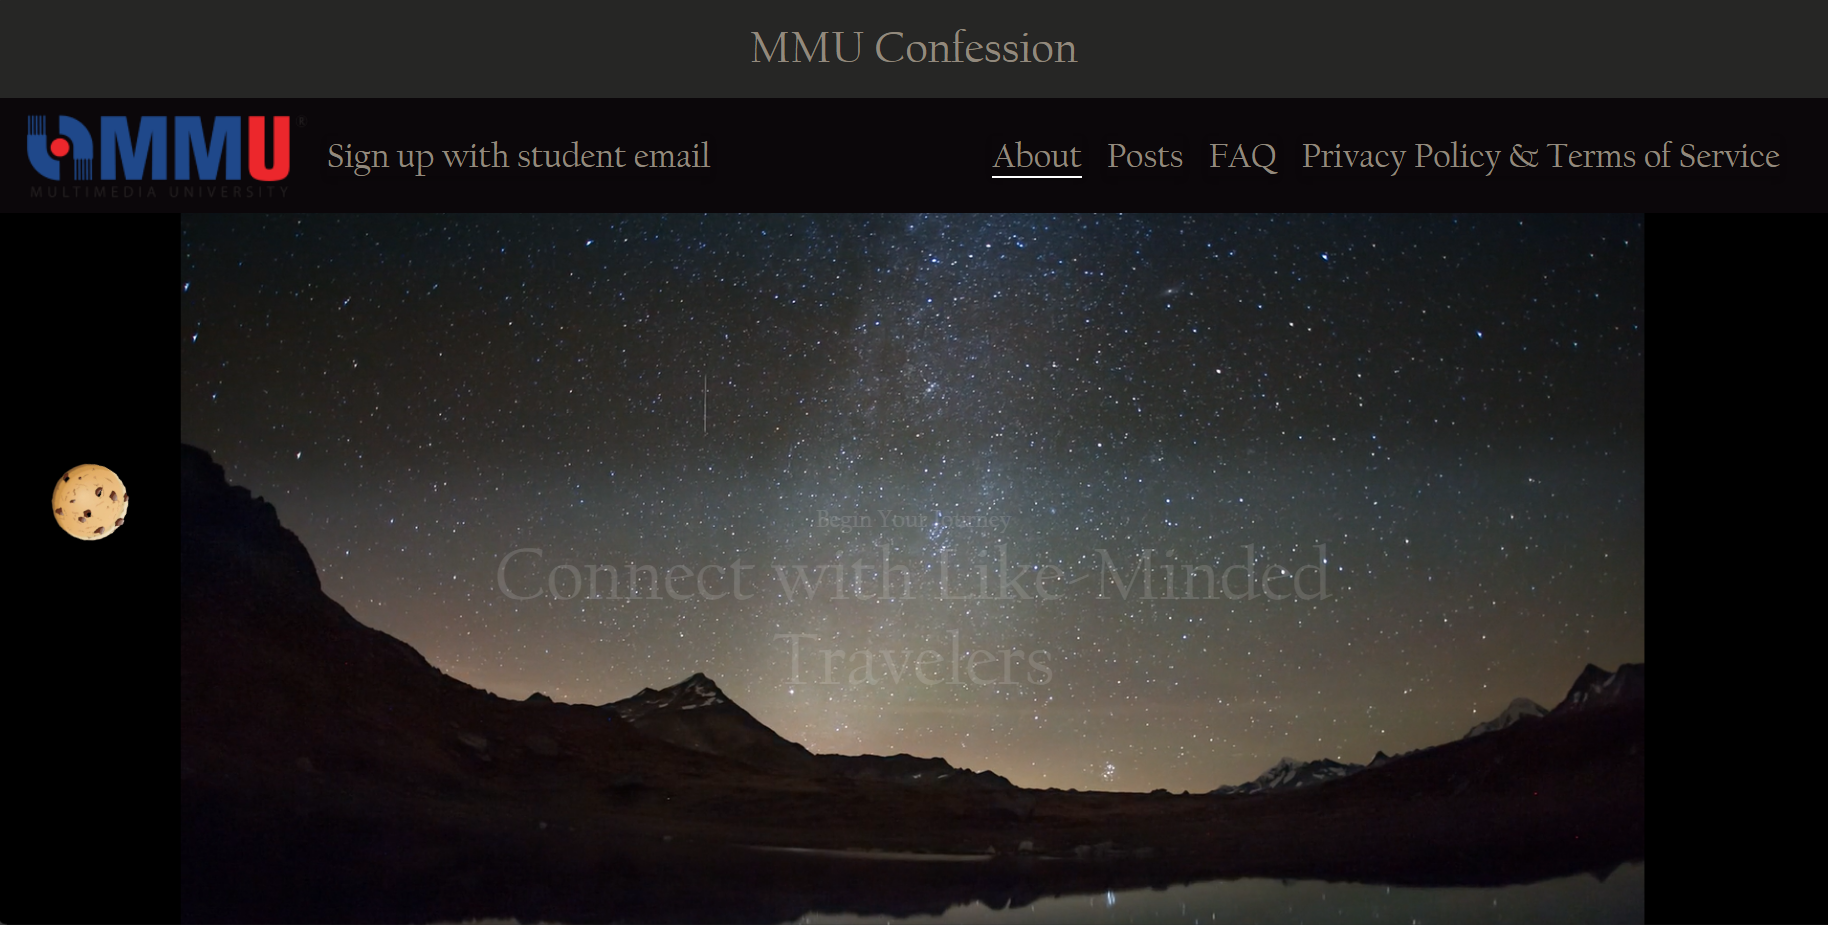 MMU Confession
MMU
MULTIMEDIA UNIVERSITY
Sign up with student email
About Posts FAQ Privacy Policy & Terms of Service
Begin Your Journey
Connect with Like-Minded
Travelers